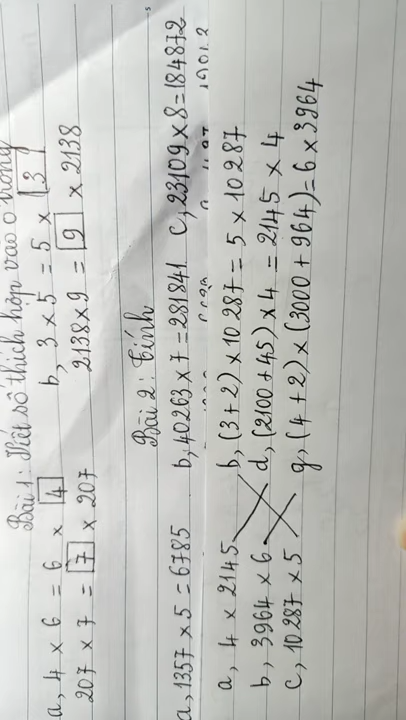 Bài 1: Viết số thích hợp vào ô trống
a, 4 × 6 = 6 × 4 b, 3 × 5 = 5 × 3
207 × 7 = 7 × 207 2138 × 9 = 9 × 2138
Bài 2: Tính
a, 1357 × 5 = 6785 b, 40263 × 7 = 281841 c, 23109 × 8 = 184872
a, 4 × 2145 b, (3 + 2) × 10287 = 5 × 10287
b, 3964 × 6 d, (2100 + 45) × 4 = 2145 × 4
c, 10287 × 5 g, (4 + 2) × (3000 + 964) = 6 × 3964